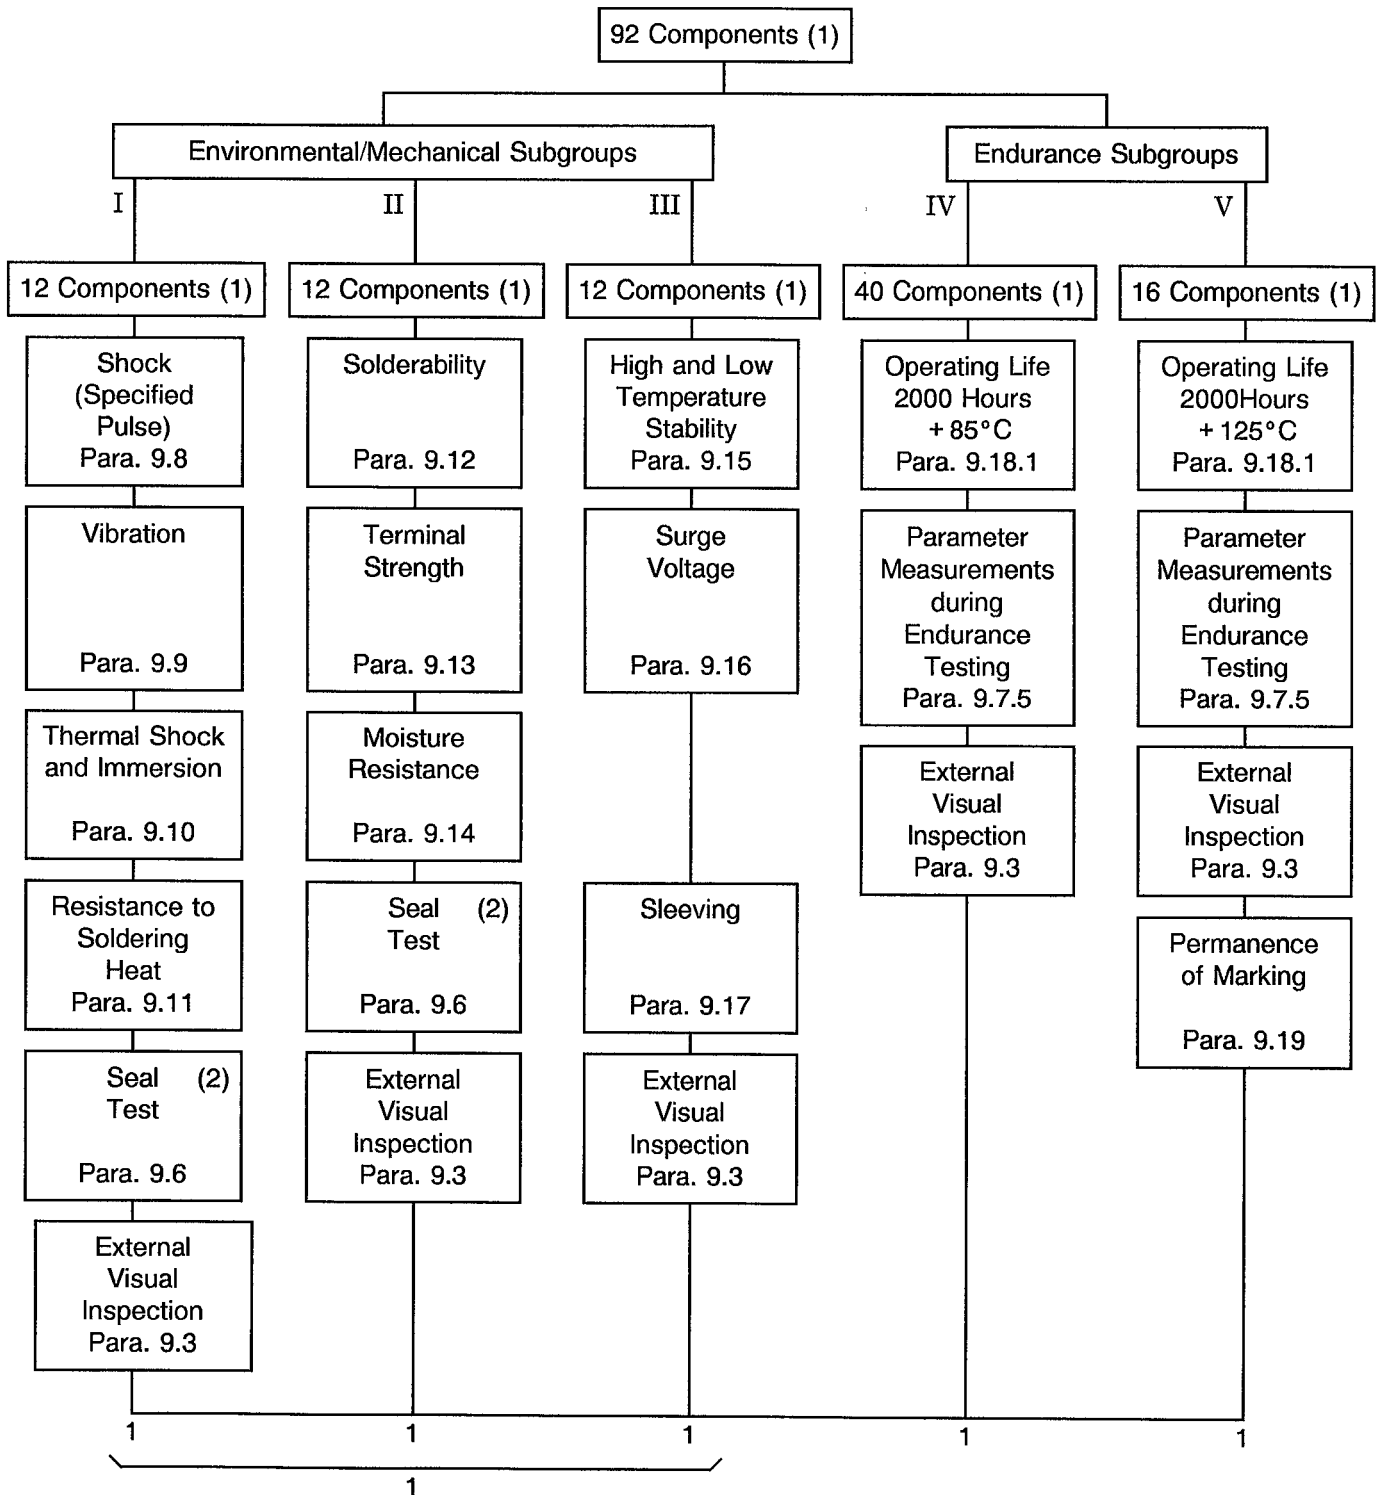 92 Components (1)
Environmental/Mechanical Subgroups
Endurance Subgroups
I
II
III
IV
V
12 Components (1)
12 Components (1)
12 Components (1)
40 Components (1)
16 Components (1)
Shock
(Specified
Pulse)
Para. 9.8
Vibration
Para. 9.9
Thermal Shock
and Immersion
Para. 9.10
Resistance to
Soldering
Heat
Para. 9.11
Seal (2)
Test
Para. 9.6
External
Visual
Inspection
Para. 9.3
Solderability
Para. 9.12
Terminal
Strength
Para. 9.13
Moisture
Resistance
Para. 9.14
Seal (2)
Test
Para. 9.6
External
Visual
Inspection
Para. 9.3
High and Low
Temperature
Stability
Para. 9.15
Surge
Voltage
Para. 9.16
Sleeving
Para. 9.17
External
Visual
Inspection
Para. 9.3
Operating Life
2000 Hours
+85°C
Para. 9.18.1
Parameter
Measurements
during
Endurance
Testing
Para. 9.7.5
External
Visual
Inspection
Para. 9.3
Operating Life
2000Hours
+125°C
Para. 9.18.1
Parameter
Measurements
during
Endurance
Testing
Para. 9.7.5
External
Visual
Inspection
Para. 9.3
Permanence
of Marking
Para. 9.19
1
1
1
1
1
1